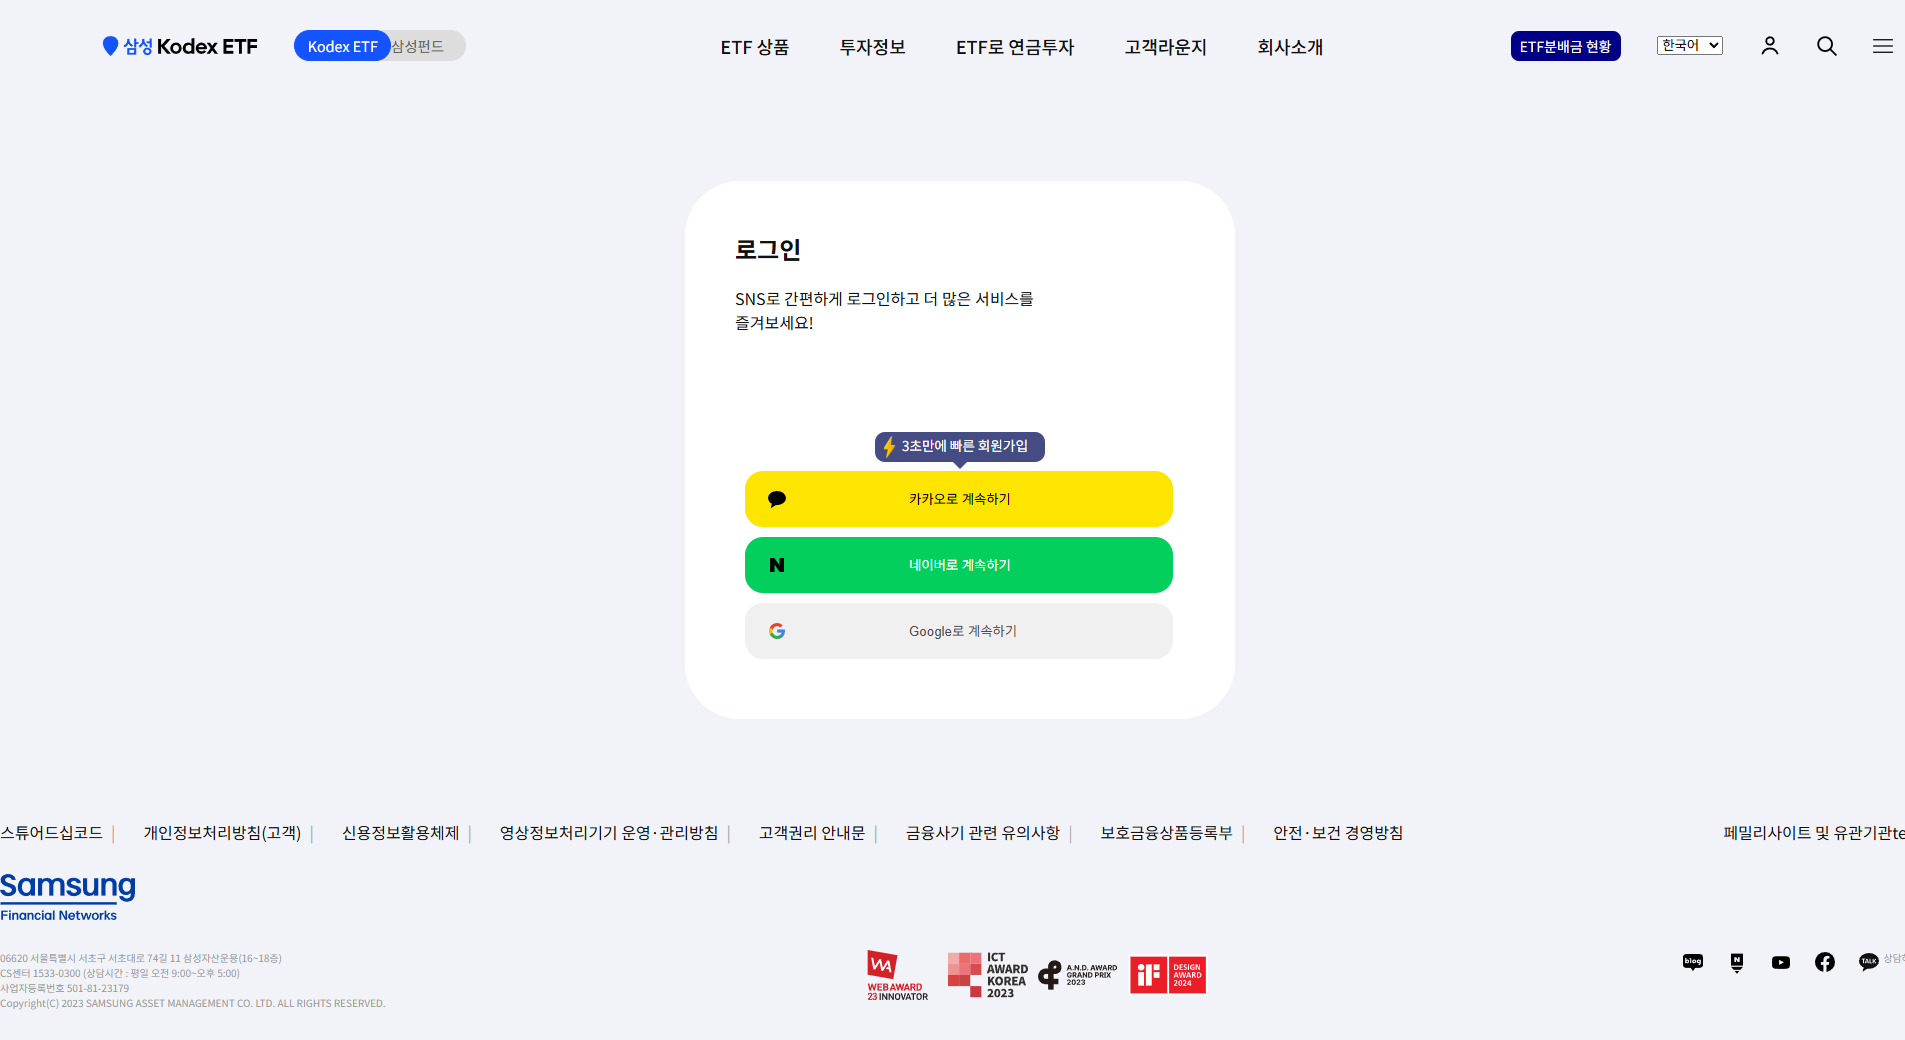 삼성 Kodex ETF
Kodex ETF 삼성펀드
ETF 상품 투자정보 ETF로 연금투자 고객라운지 회사소개
ETF분배금 현황
한국어
로그인
SNS로 간편하게 로그인하고 더 많은 서비스를
즐겨보세요!
3초만에 빠른 회원가입
카카오로 계속하기
N 네이버로 계속하기
G Google로 계속하기
스튜어드십코드 | 개인정보처리방침(고객) | 신용정보활용체제 | 영상정보처리기기 운영·관리방침 | 고객권리 안내문 | 금융사기 관련 유의사항 | 보호금융상품등록부 | 안전·보건 경영방침
페밀리사이트 및 유관기관te
Samsung
Financial Networks
06620 서울특별시 서초구 서초대로 74길 11 삼성자산운용(16~18층)
CS센터 1533-0300 (상담시간 : 평일 오전 9:00~오후 5:00)
사업자등록번호 501-81-23179
Copyright(C) 2023 SAMSUNG ASSET MANAGEMENT CO. LTD. ALL RIGHTS RESERVED.
WA
WEB AWARD
23 INNOVATOR
ICT
AWARD
KOREA
2023
A.N.D. AWARD
GRAND PRIX
2023
iF
DESIGN
AWARD
2024
blog
N
TALK